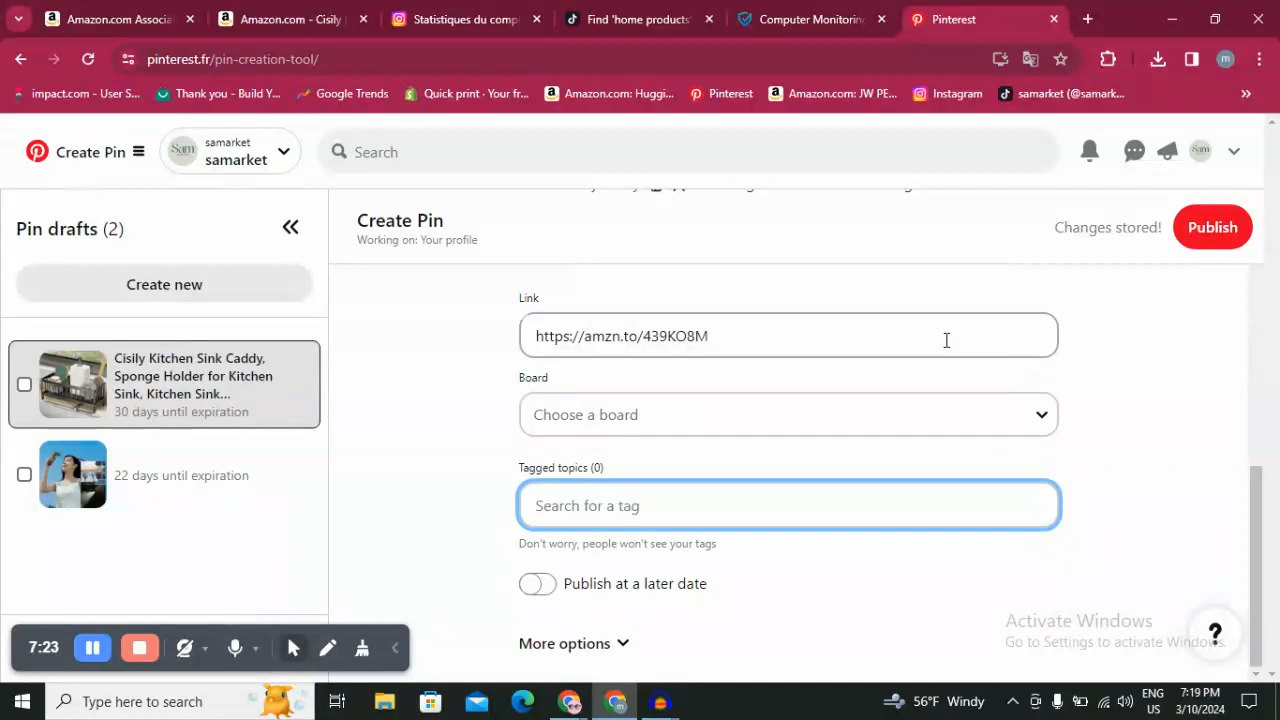 Amazon.com Associa
Amazon.com - Cisily
Statistiques du comp
Find 'home products'
Computer Monitorin
Pinterest
pinterest.fr/pin-creation-tool/
m
impact.com - User S...
Thank you - Build Y...
Google Trends
Quick print · Your fr...
Amazon.com: Huggi...
Pinterest
Amazon.com: JW PE...
Instagram
samarket (@samark...
Create Pin
Sam
samarket
samarket
Search
Sam
Pin drafts (2)
Create new
Cisily Kitchen Sink Caddy,
Sponge Holder for Kitchen
Sink, Kitchen Sink...
30 days until expiration
22 days until expiration
Create Pin
Working on: Your profile
Changes stored!
Publish
Link
https://amzn.to/439KO8M
Board
Choose a board
Tagged topics (0)
Search for a tag
Don't worry, people won't see your tags
Publish at a later date
More options
Activate Windows
Go to Settings to activate Windows.
?
7:23
Type here to search
56°F Windy
ENG
US
7:19 PM
3/10/2024